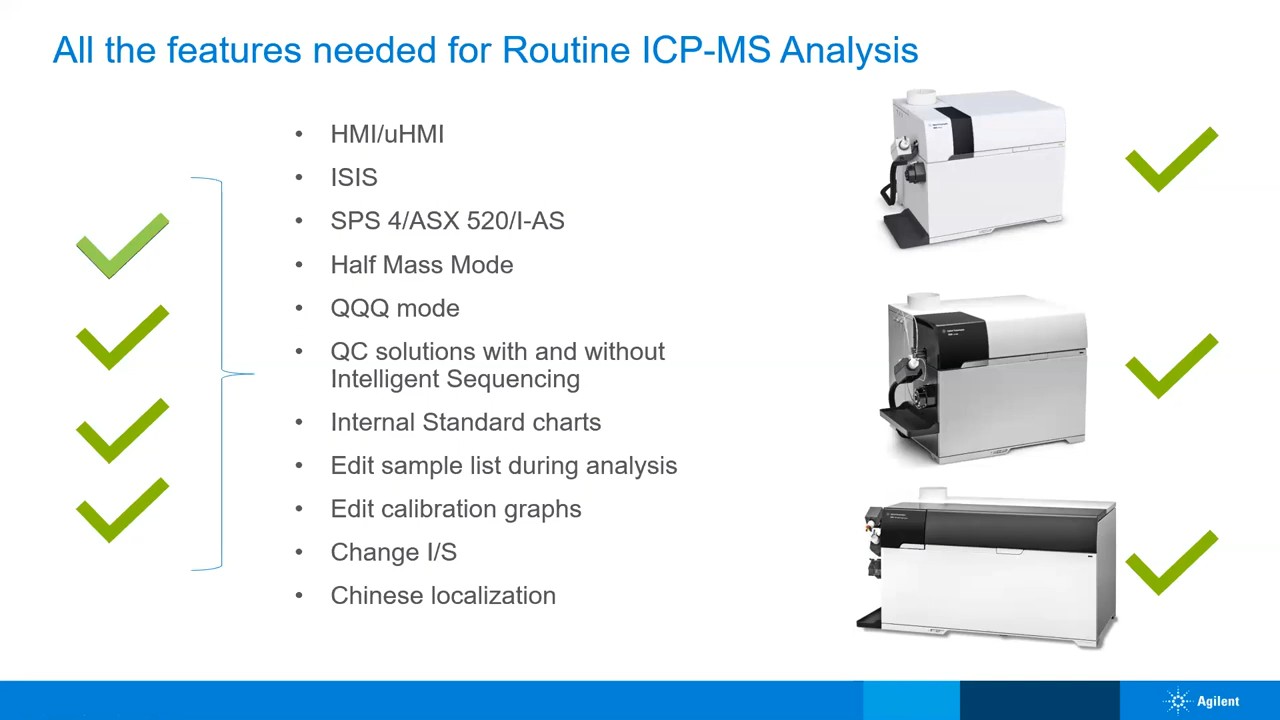 All the features needed for Routine ICP-MS Analysis
• HMI/uHMI
• ISIS
• SPS 4/ASX 520/I-AS
• Half Mass Mode
• QQQ mode
• QC solutions with and without
Intelligent Sequencing
• Internal Standard charts
• Edit sample list during analysis
• Edit calibration graphs
• Change I/S
• Chinese localization
Agilent